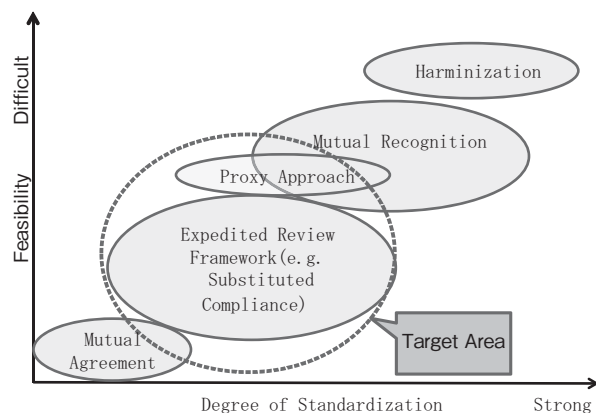 Difficult
Feasibility
Harminization
Mutual Recognition
Proxy Approach
Expedited Review
Framework(e.g.
Substituted
Compliance)
Mutual
Agreement
Target Area
Degree of Standardization
Strong